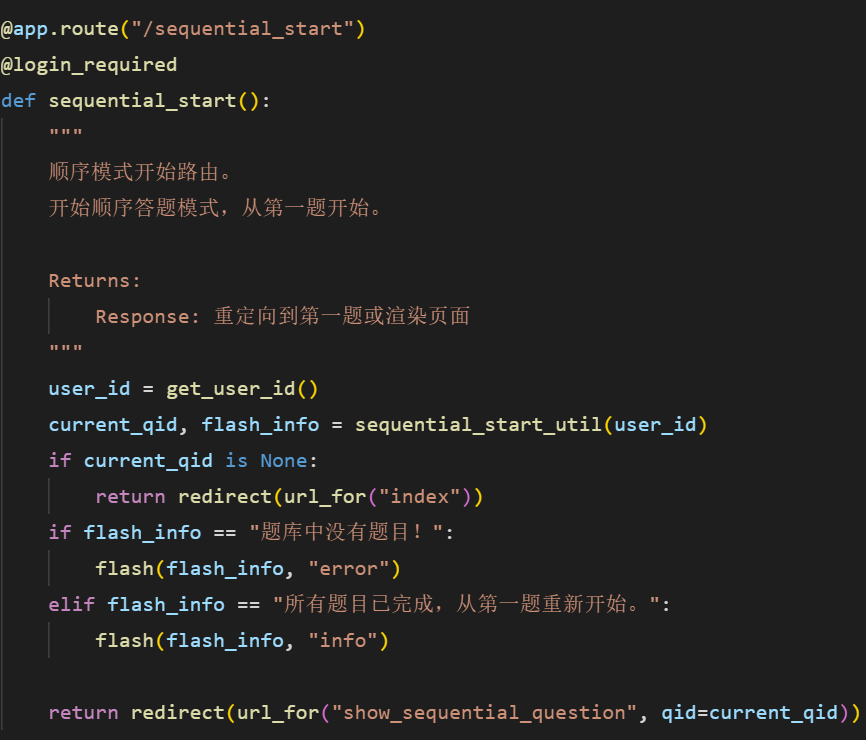 @app.route("/sequential_start")
@login_required
def sequential_start():
    """
    顺序模式开始路由。
    开始顺序答题模式，从第一题开始。

    Returns:
        Response: 重定向到第一题或渲染页面
    """
    user_id = get_user_id()
    current_qid, flash_info = sequential_start_util(user_id)
    if current_qid is None:
        return redirect(url_for("index"))
    if flash_info == "题库中没有题目！":
        flash(flash_info, "error")
    elif flash_info == "所有题目已完成，从第一题重新开始。":
        flash(flash_info, "info")

    return redirect(url_for("show_sequential_question", qid=current_qid))